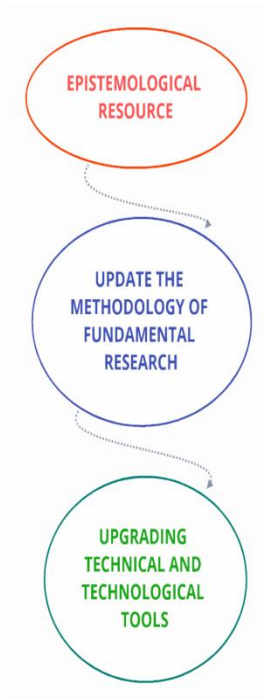 EPISTEMOLOGICAL
RESOURCE
UPDATE THE
METHODOLOGY OF
FUNDAMENTAL
RESEARCH
UPGRADING
TECHNICAL AND
TECHNOLOGICAL
TOOLS